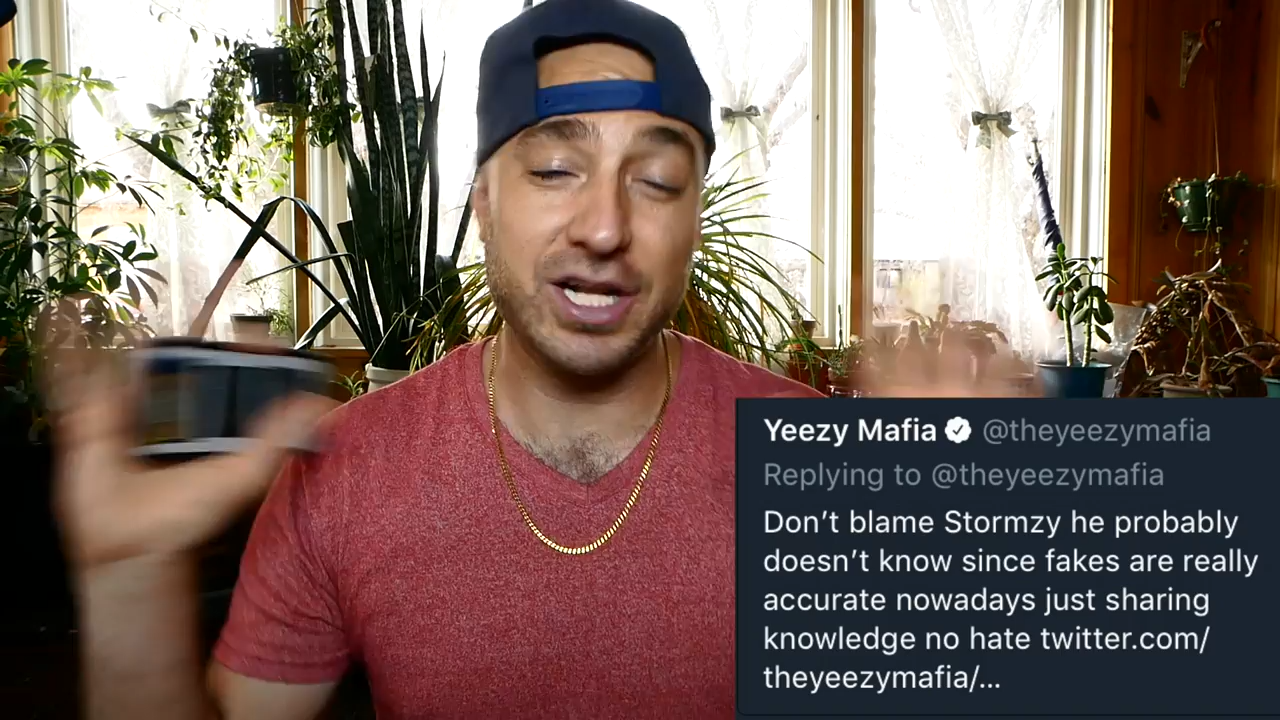 Yeezy Mafia @theyeezymafia
Replying to @theyeezymafia
Don’t blame Stormzy he probably
doesn’t know since fakes are really
accurate nowadays just sharing
knowledge no hate twitter.com/
theyeezymafia/...